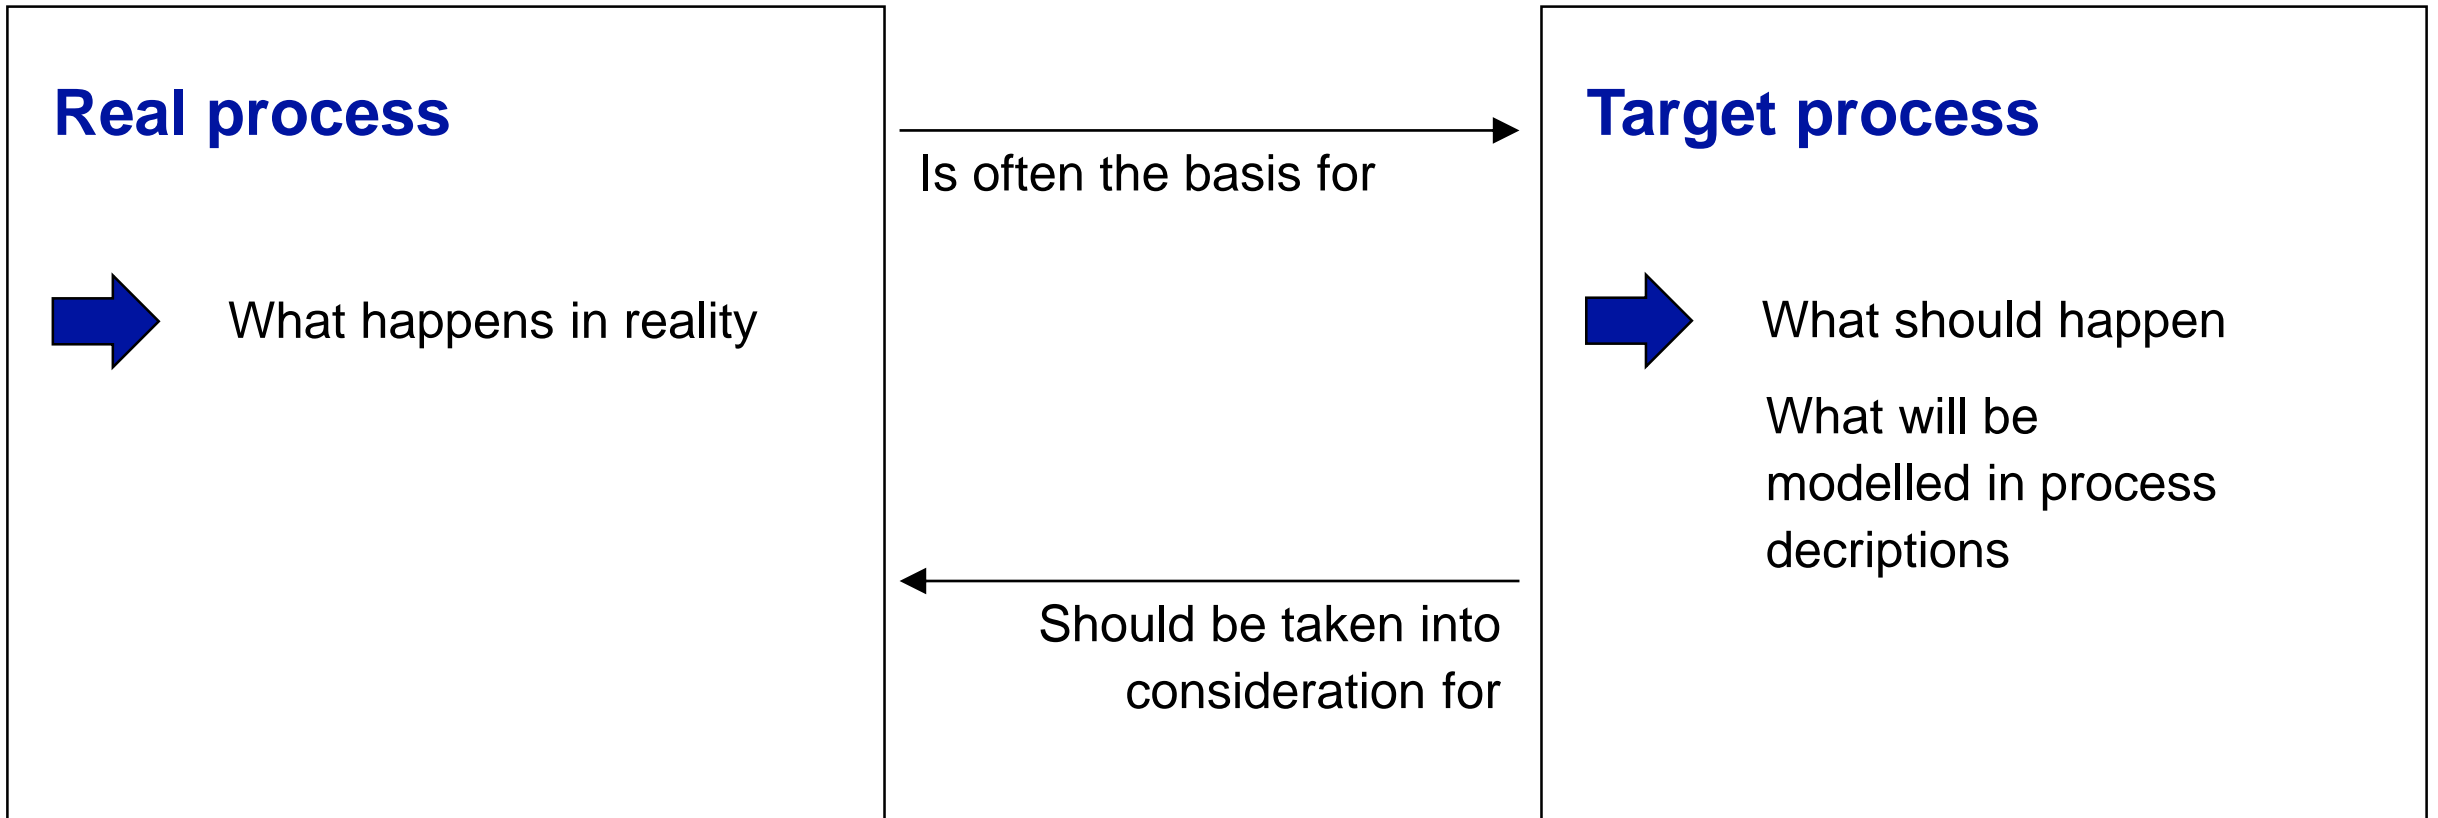 Real process
What happens in reality
Is often the basis for
Should be taken into
consideration for
Target process
What should happen
What will be
modelled in process
decriptions